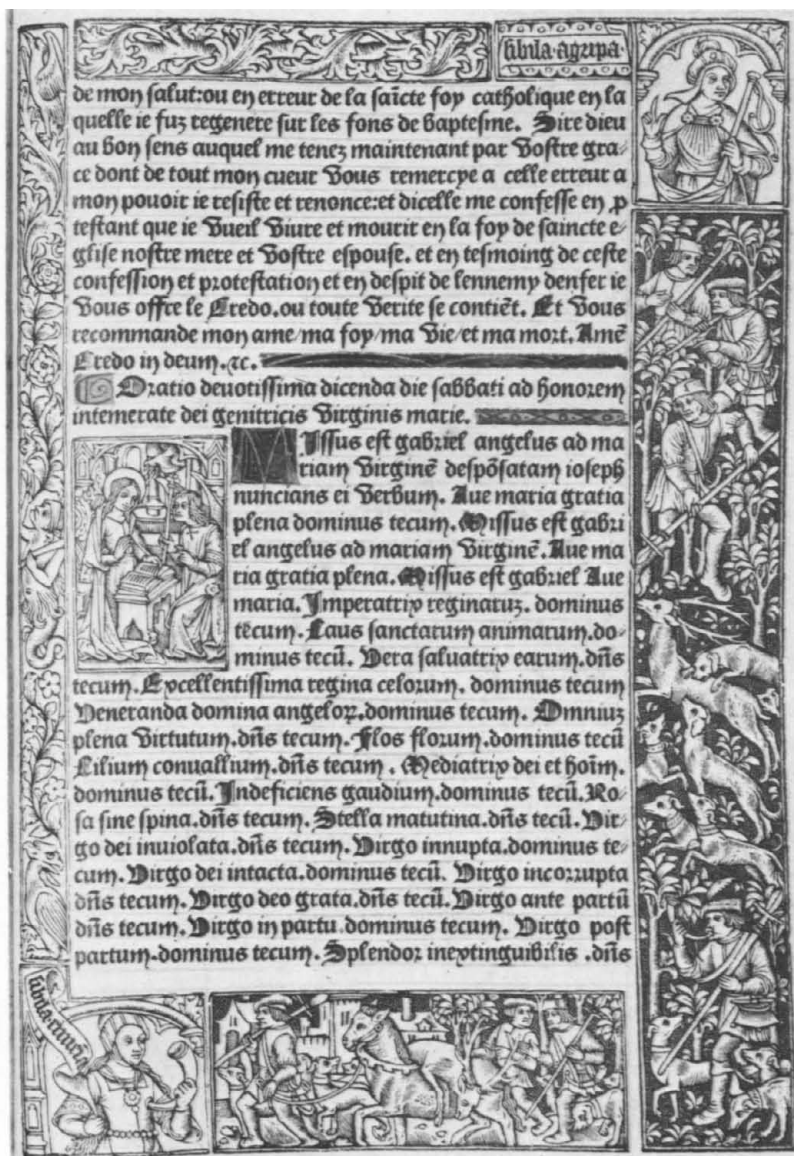 sibila·agripa·
de mon salut:ou en erreur de la saīcte foy catholique en la
quelle ie fuz regenere sur les fons de baptesme. Sire dieu
au bon sens auquel me tenez maintenant par vostre gra-
ce dont de tout mon cueur vous remercye a celle erreur a
mon pouoir ie resiste et renonce:et dicelle me confesse en ꝓ
testant que ie vueil viure et mourir en la foy de saincte e-
glise nostre mere et vostre espouse. et en tesmoing de ceste
confession et protestation et en despit de lennemy denfer ie
vous offre le Credo.ou toute verite se contiēt. Et vous
recommande mon ame/ma foy/ma vie/et ma mort. Amē
Credo in deum.⁊c.
Oratio deuotissima dicenda die sabbati ad honorem
intemerate dei genitricis virginis marie.
Missus est gabriel angelus ad ma
riam virginē despōsatam ioseph
nuncians ei verbum. Aue maria gratia
plena dominus tecum. Missus est gabri
el angelus ad mariam virginē. Aue ma
ria gratia plena. Missus est gabriel Aue
maria. Imperatrix reginaruꝫ. dominus
tēcum. Laus sanctarum animarum.do-
minus tecū. Vera saluatrix earum.dn̄s
tecum. Excellentissima regina celorum. dominus tecum
Veneranda domina angeloꝝ.dominus tecum. Omniuꝫ
plena virtutum.dn̄s tecum. Flos florum.dominus tecū
Lilium conuallium.dn̄s tecum. Mediatrix dei et hoīm.
dominus tecū. Indeficiens gaudium.dominus tecū. Ro-
sa sine spina.dn̄s tecum. Stella matutina.dn̄s tecū. Vir-
go dei inuiolata.dn̄s tecum. Virgo innupta.dominus te-
cum. Virgo dei intacta.dominus tecū. Virgo incorrupta
dn̄s tecum. Virgo deo grata.dn̄s tecū. Virgo ante partū
dn̄s tecum. Virgo in partu.dominus tecum. Virgo post
partum.dominus tecum. Splendor inextinguibilis .dn̄s
sibila